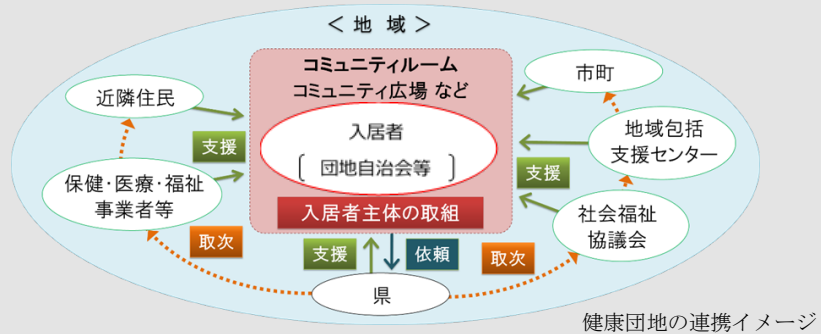 ＜ 地 域 ＞
コミュニティルーム
コミュニティ広場 など
入居者
団地自治会等
入居者主体の取組
近隣住民
支援
保健・医療・福祉
事業者等
取次
市町
地域包括
支援センター
支援
社会福祉
協議会
支援
依頼
取次
県
健康団地の連携イメージ